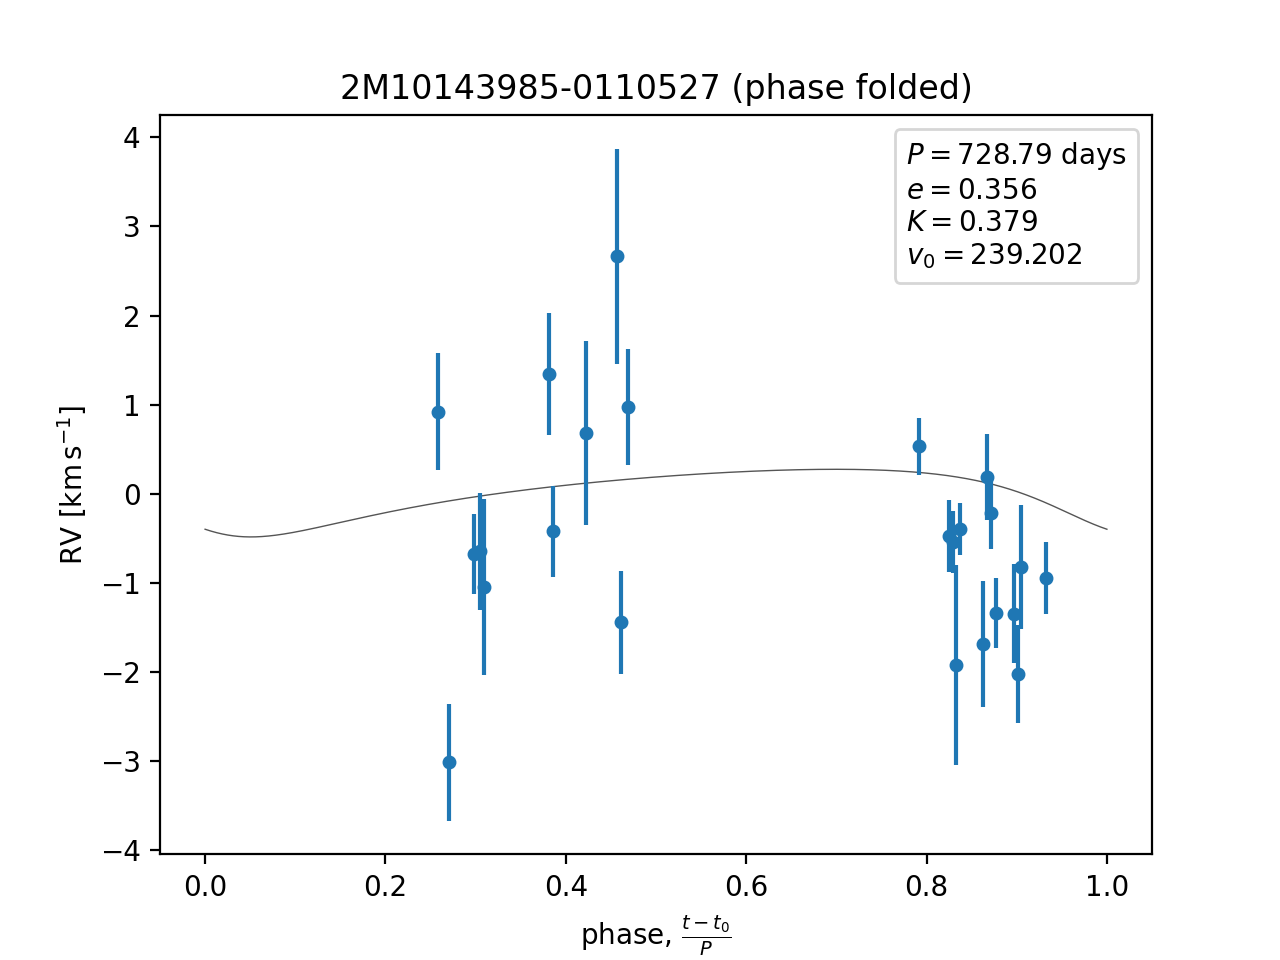 2M10143985-0110527 (phase folded)
P = 728.79 days
e = 0.356
K = 0.379
v₀ = 239.202
4
3
2
1
0
−1
−2
−3
−4
RV [km s⁻¹]
0.0 0.2 0.4 0.6 0.8 1.0
phase, (t − t₀)/P